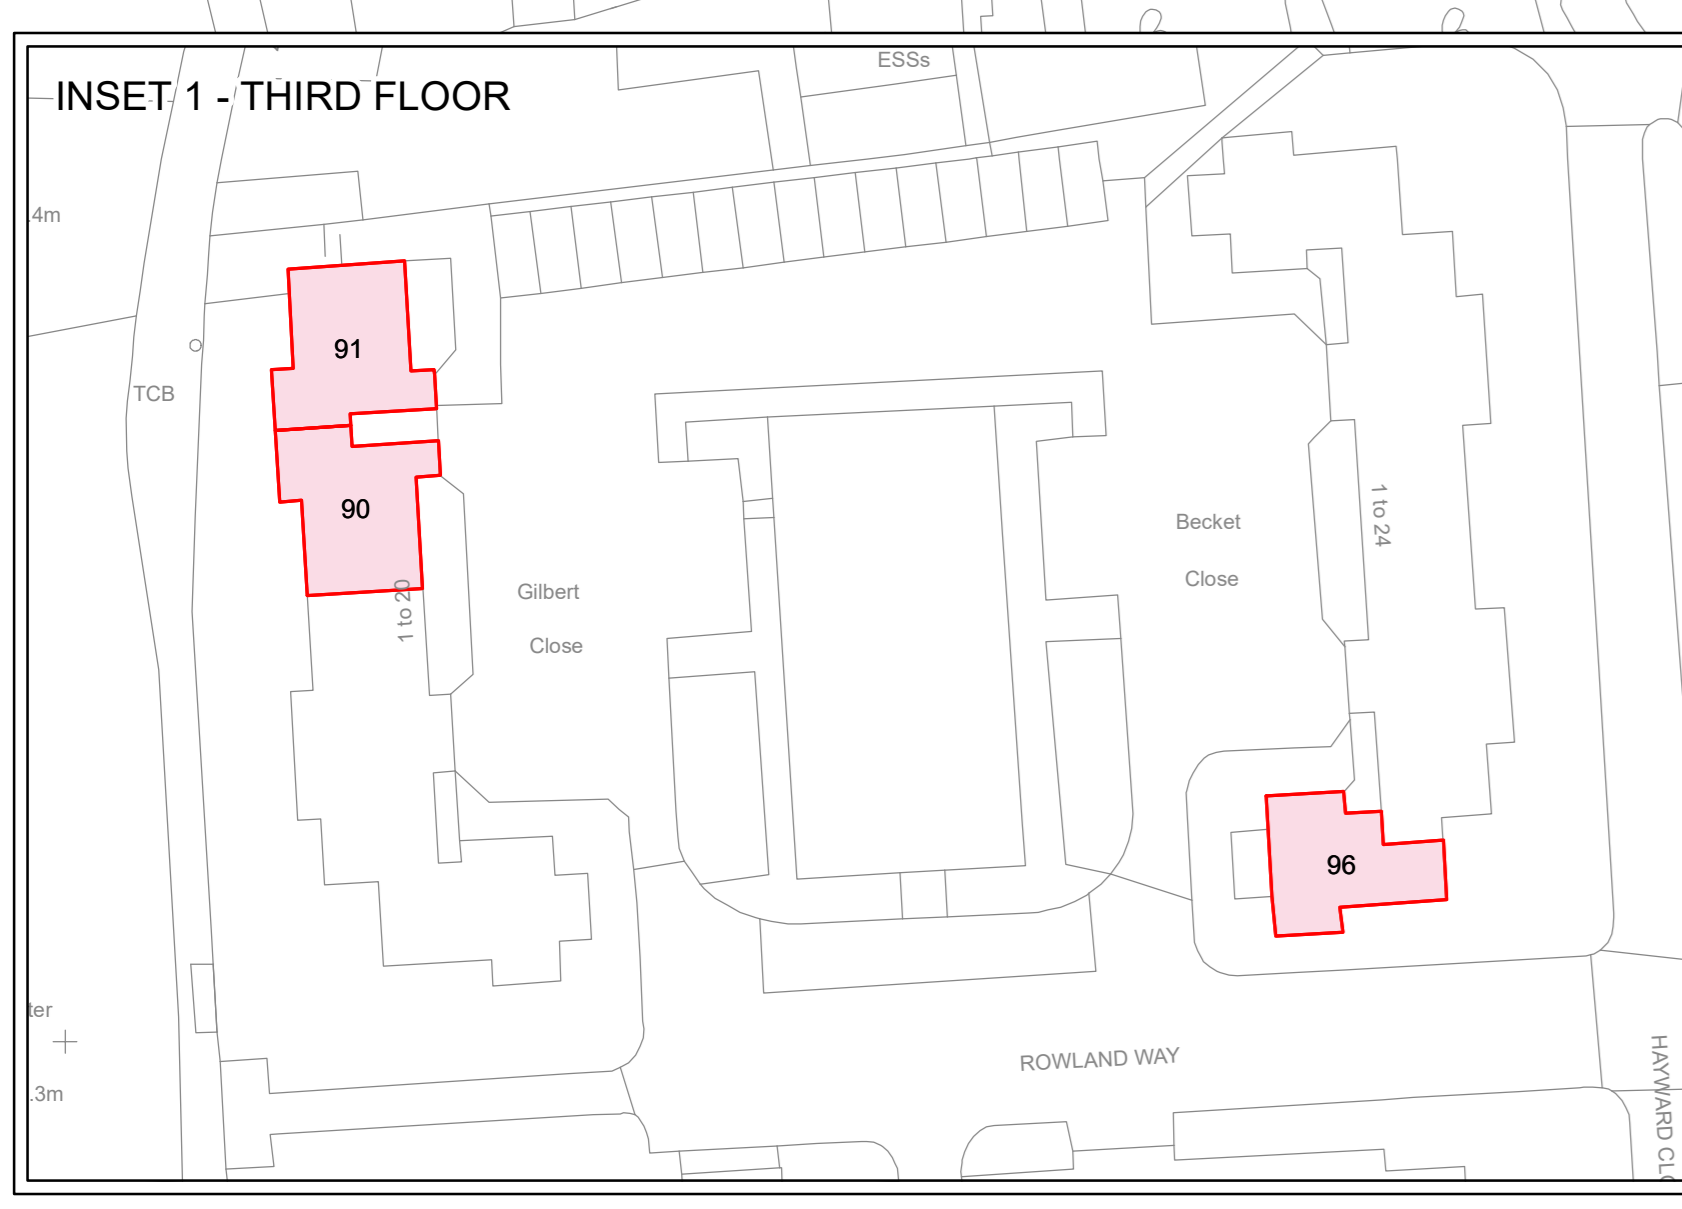 ESSs
INSET 1 - THIRD FLOOR
.4m
91
TCB
90
1 to 24
Becket
Close
Gilbert
Close
1 to 20
96
ter
ROWLAND WAY
HAYWARD CLO
.3m